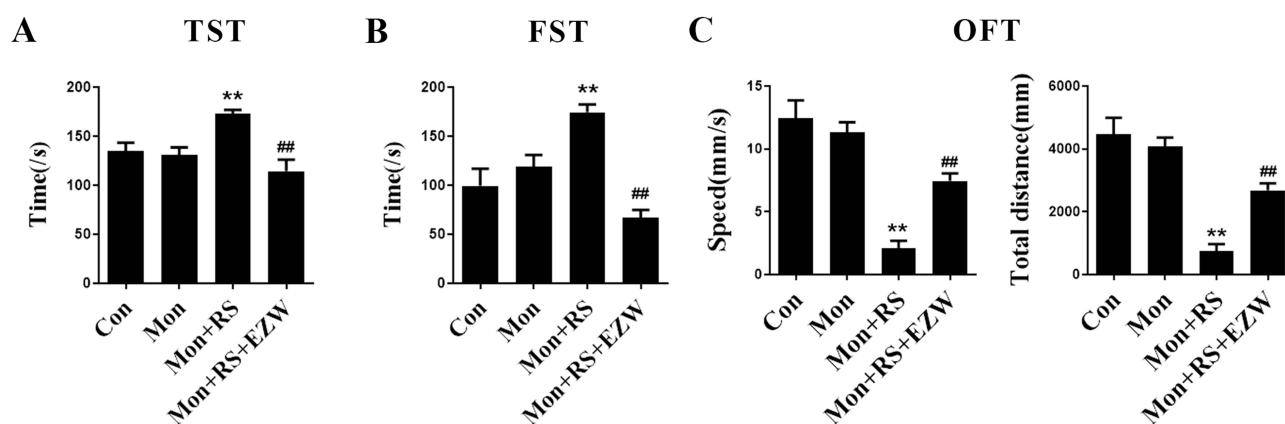 A
TST
Time(/s)
200
150
100
50
0
**
##
Con
Mon
Mon+RS
Mon+RS+EZW
B
FST
Time(/s)
200
150
100
50
0
**
##
Con
Mon
Mon+RS
Mon+RS+EZW
C
OFT
Speed(mm/s)
15
10
5
0
**
##
Con
Mon
Mon+RS
Mon+RS+EZW
Total distance(mm)
6000
4000
2000
0
**
##
Con
Mon
Mon+RS
Mon+RS+EZW